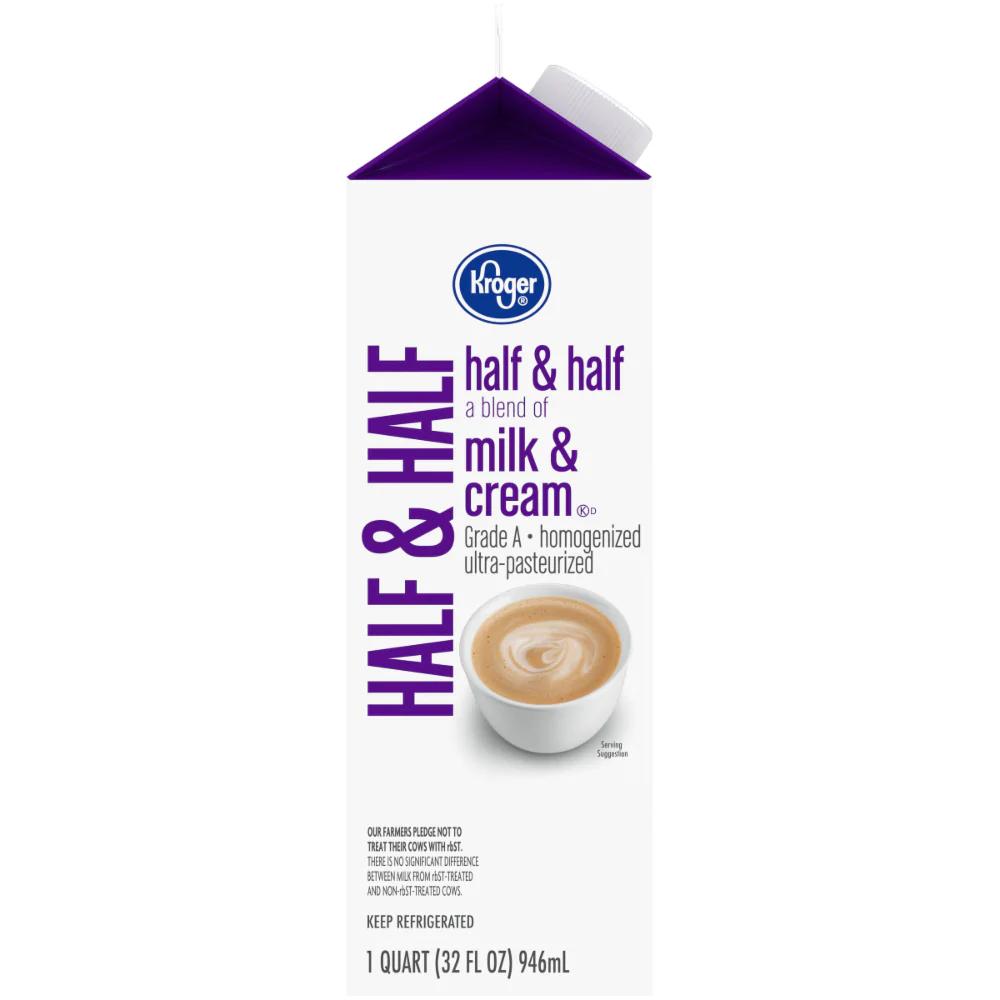 Kröger®
HALF & HALF
half & half
a blend of
milk &
cream ⓀD
Grade A • homogenized
ultra-pasteurized
Serving
Suggestion
OUR FARMERS PLEDGE NOT TO
TREAT THEIR COWS WITH rbST.
THERE IS NO SIGNIFICANT DIFFERENCE
BETWEEN MILK FROM rbST-TREATED
AND NON-rbST-TREATED COWS.
KEEP REFRIGERATED
1 QUART (32 FL OZ) 946mL